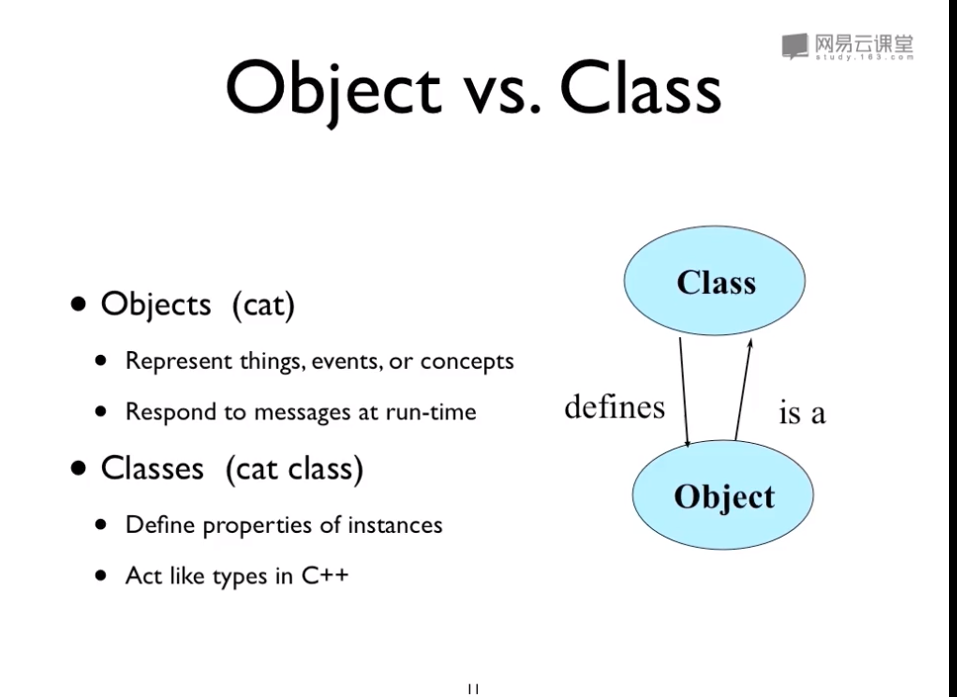 网易云课堂
study.163.com
Object vs. Class
• Objects (cat)
• Represent things, events, or concepts
• Respond to messages at run-time
• Classes (cat class)
• Define properties of instances
• Act like types in C++
Class
defines
is a
Object
11